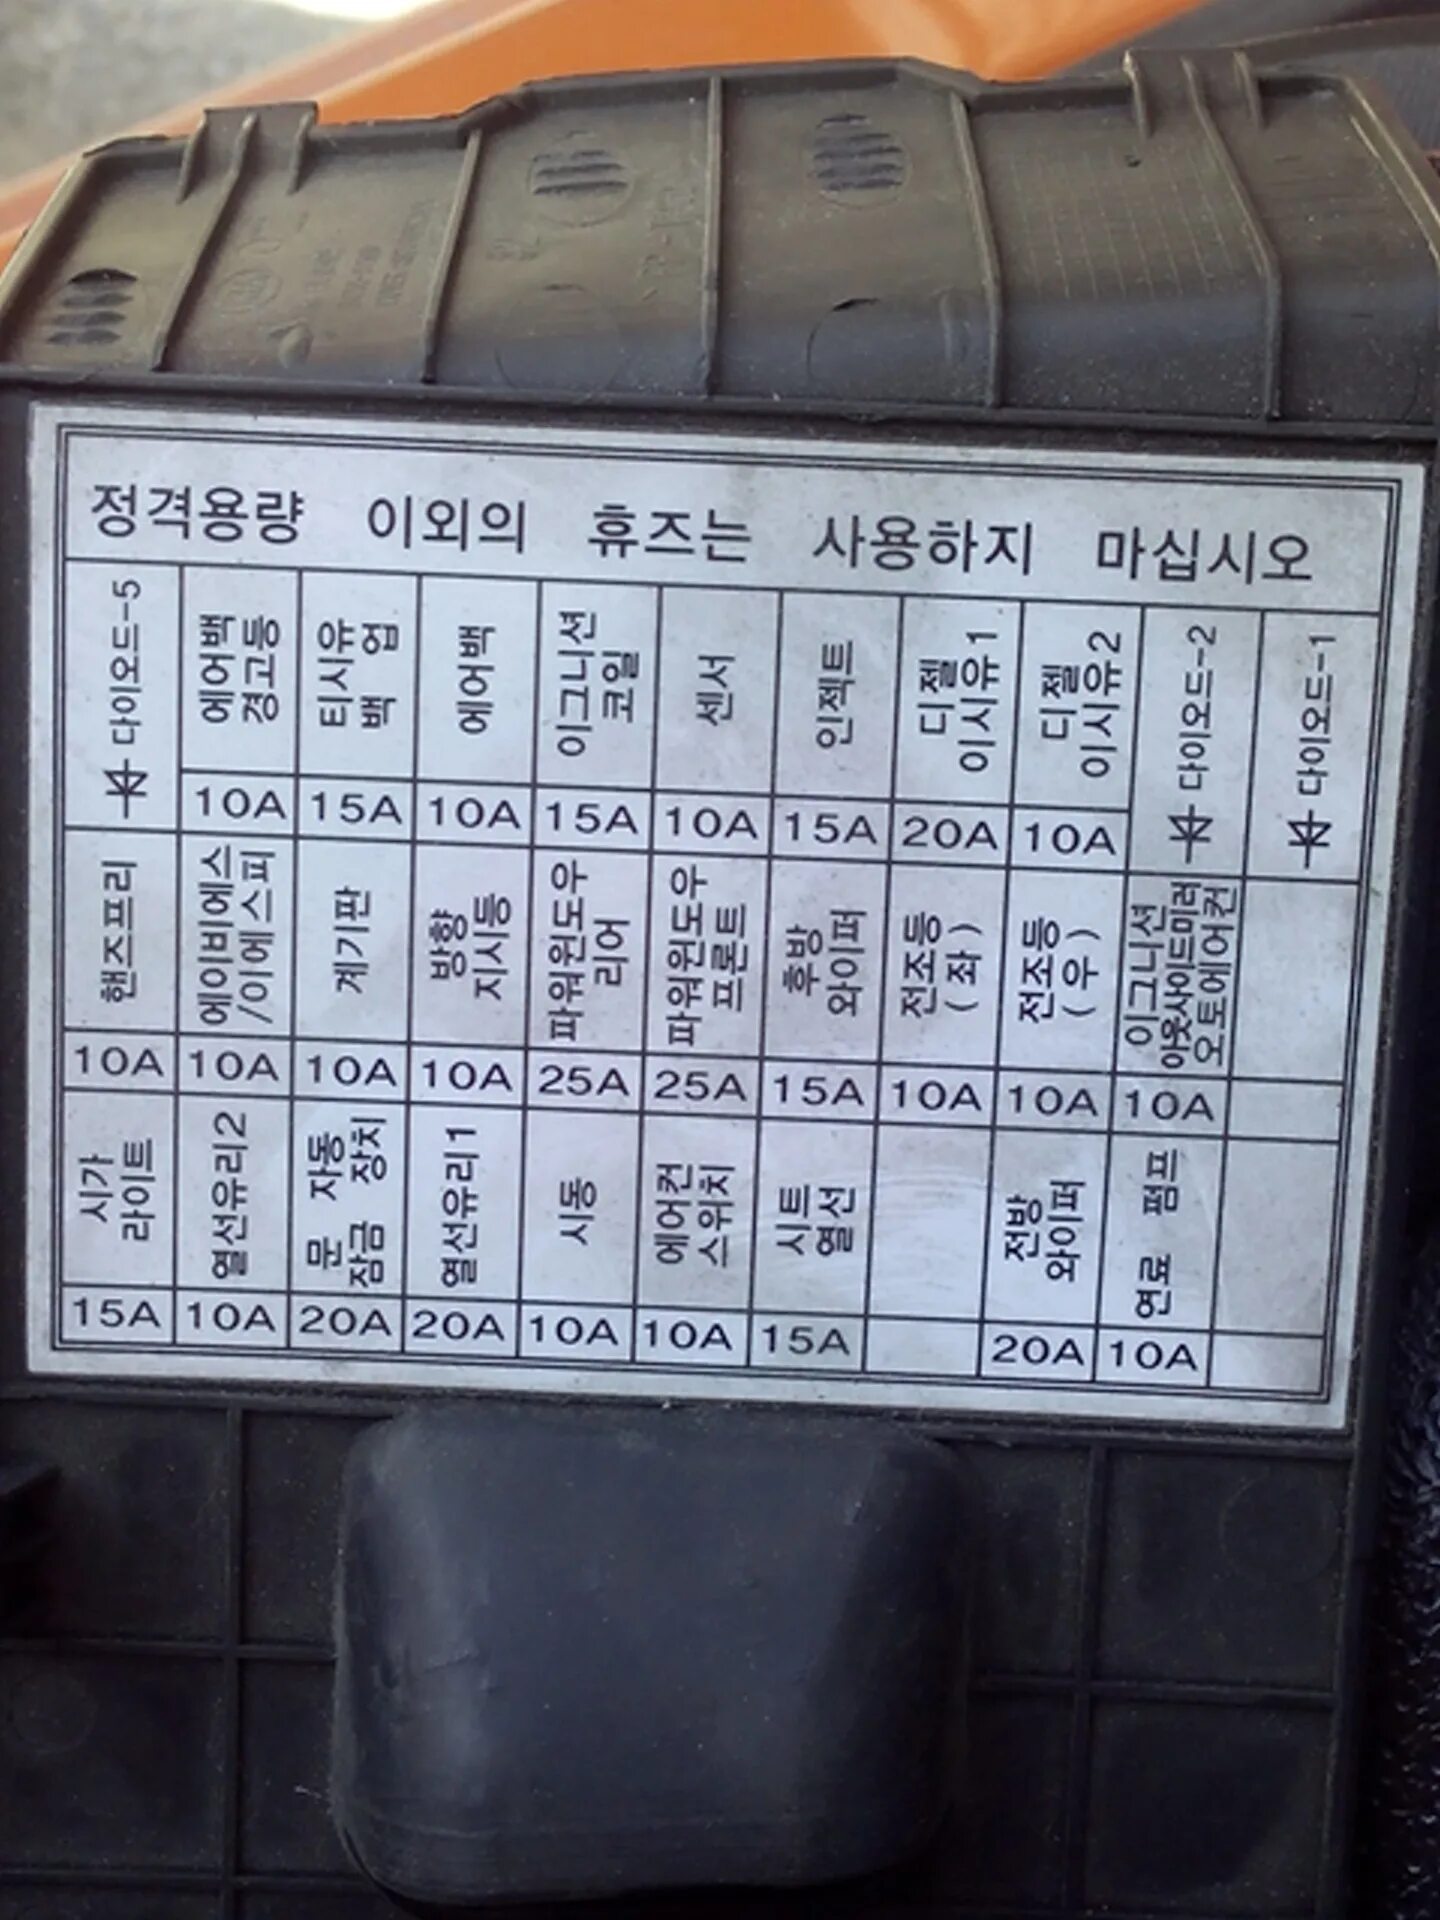 정격용량 이외의 휴즈는 사용하지 마십시오
다이오드-5
에어백
경고등
티시유
백 업
에어백
이그니션
코일
센서
인젝트
디젤
이시유1
디젤
이시유2
다이오드-2
다이오드-1
10A 15A 10A 15A 10A 15A 20A 10A
핸즈프리
에이비에스
/이에스피
계기판
방향
지시등
파워윈도우
리어
파워윈도우
프론트
후방
와이퍼
전조등
(좌)
전조등
(우)
이그니션
아웃사이드미러
오토에어컨
10A 10A 10A 10A 25A 25A 15A 10A 10A 10A
시가
라이트
열선유리2
문 자동
잠금 장치
열선유리1
시동
에어컨
스위치
시트
열선
전방
와이퍼
연료 펌프
15A 10A 20A 20A 10A 10A 15A 20A 10A